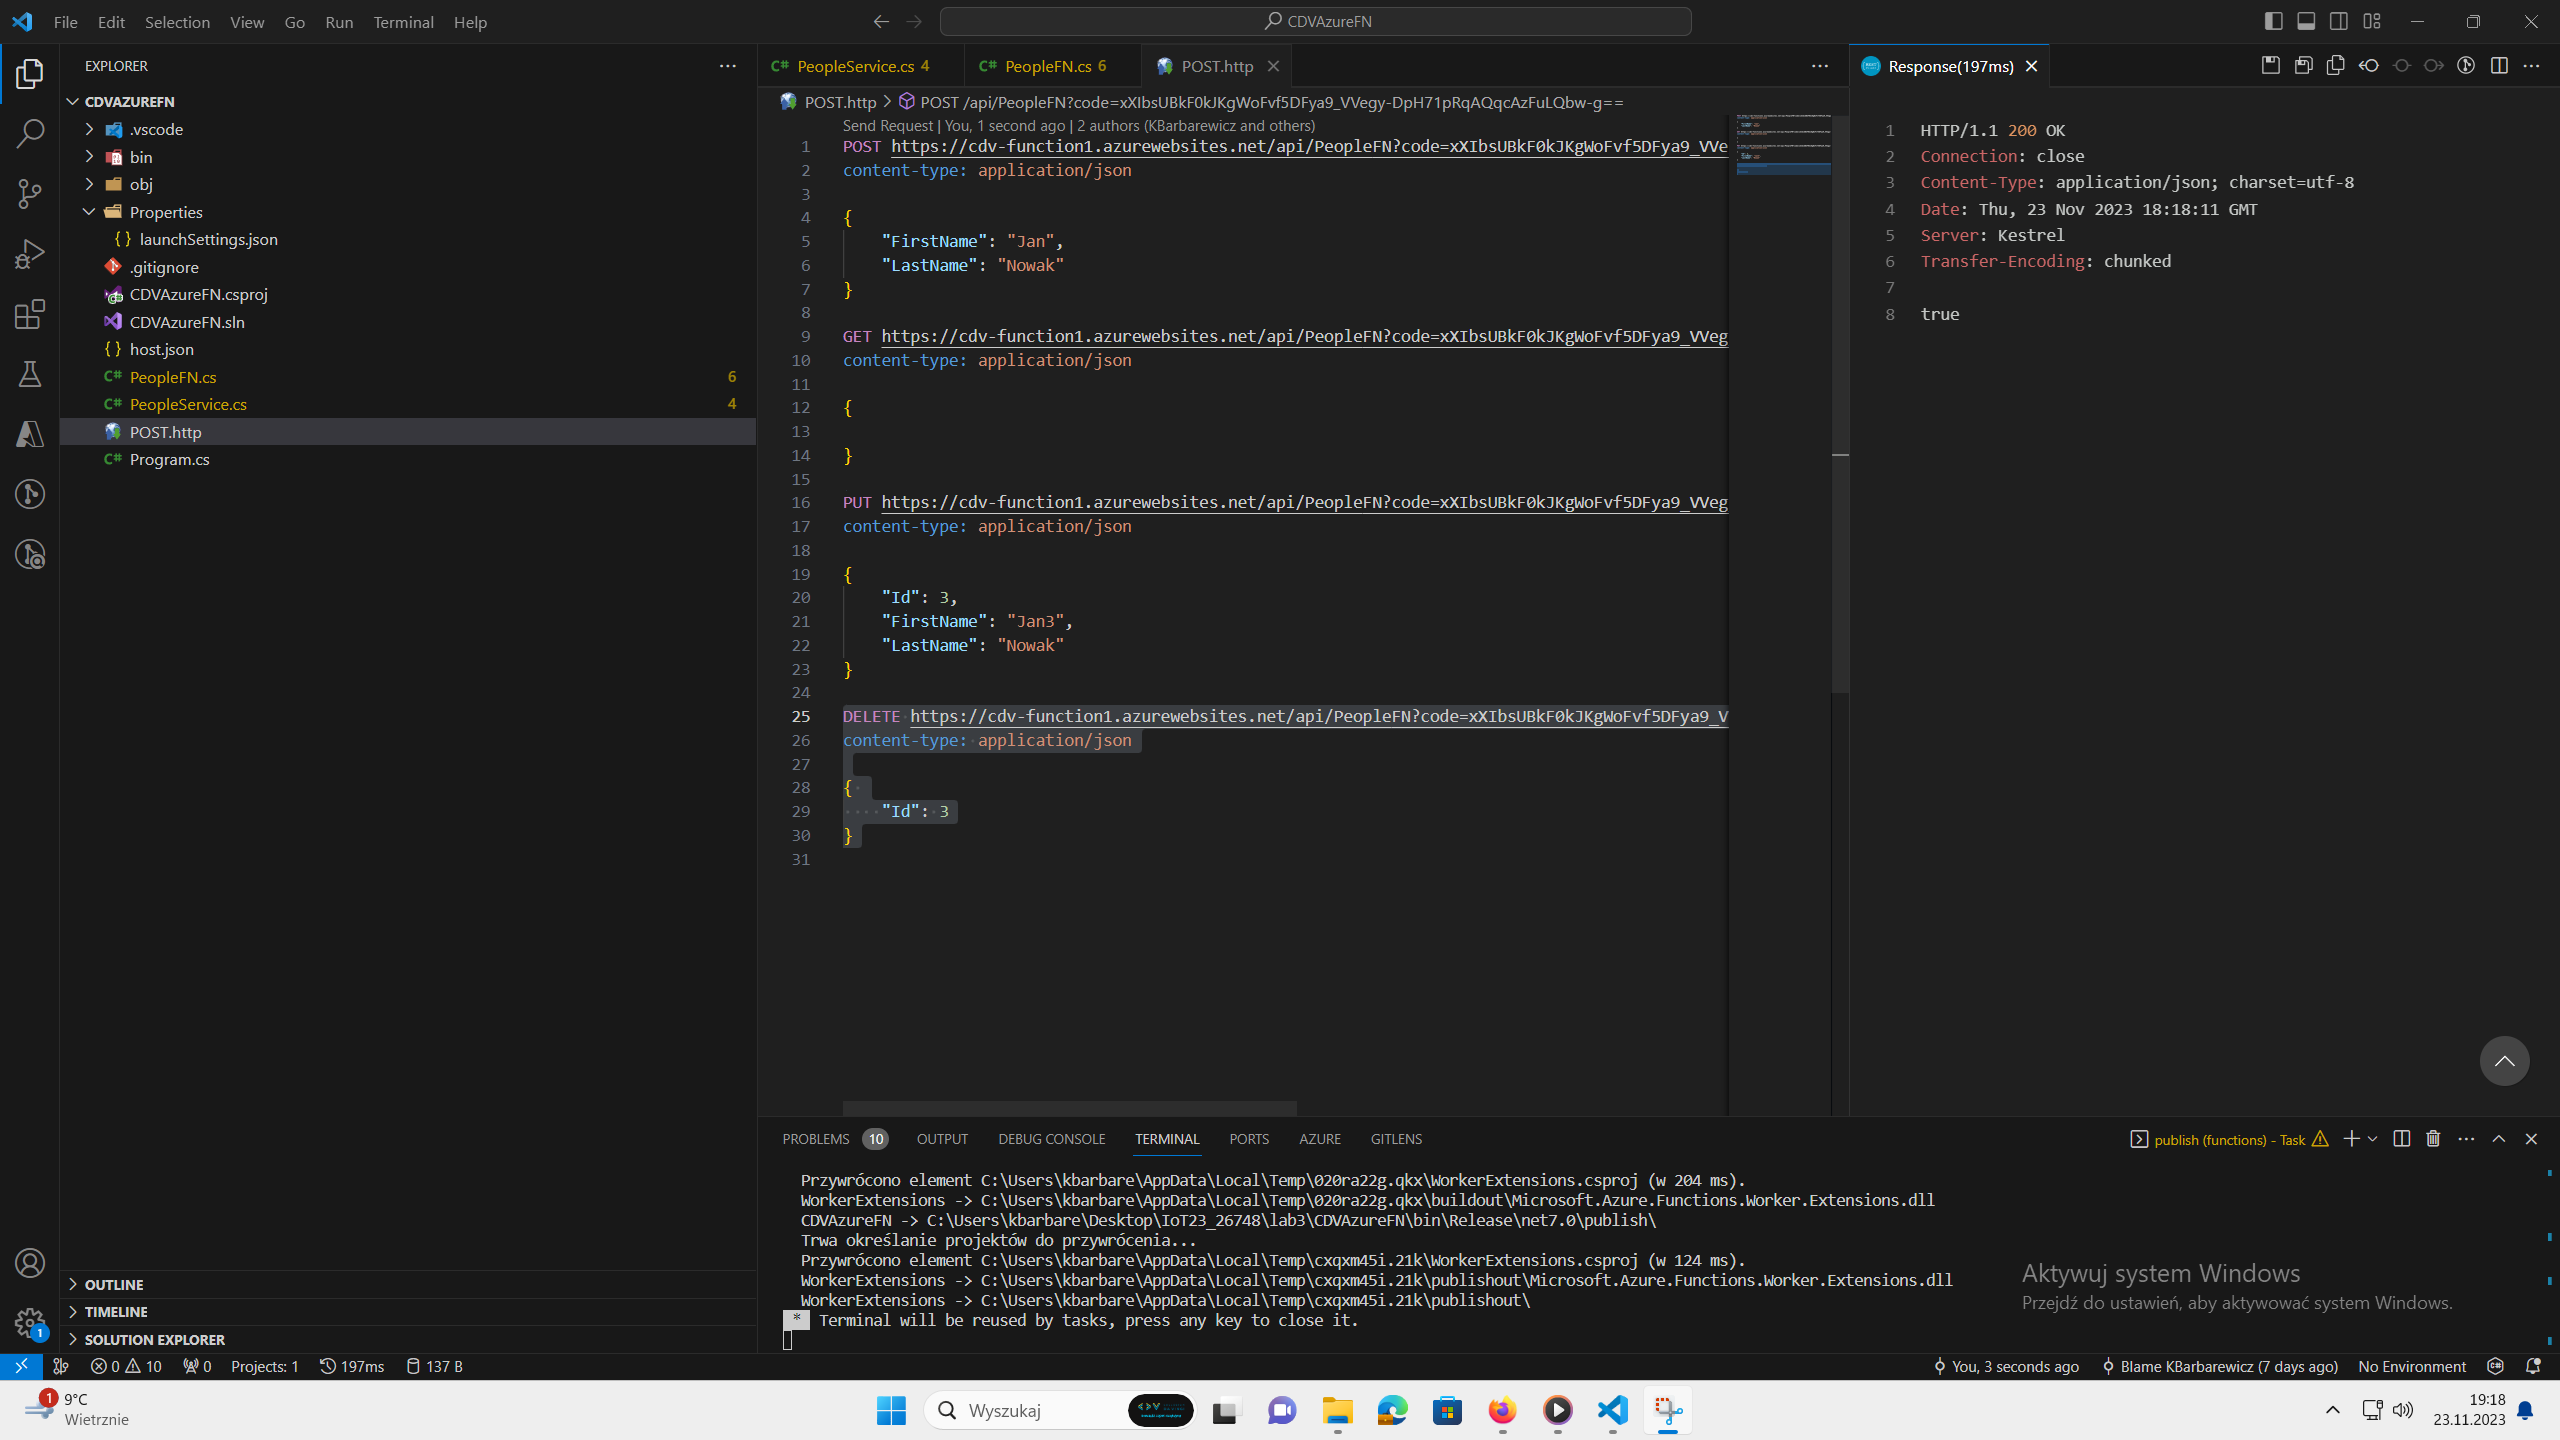 File Edit Selection View Go Run Terminal Help
CDVAzureFN
EXPLORER
CDVAZUREFN
.vscode
bin
obj
Properties
{} launchSettings.json
.gitignore
CDVAzureFN.csproj
CDVAzureFN.sln
{} host.json
C# PeopleFN.cs 6
C# PeopleService.cs 4
POST.http
C# Program.cs
OUTLINE
TIMELINE
SOLUTION EXPLORER
C# PeopleService.cs 4
C# PeopleFN.cs 6
POST.http
POST.http > POST /api/PeopleFN?code=xXIbsUBkF0kJKgWoFvf5DFya9_VVegy-DpH71pRqAQqcAzFuLQbw-g==
Send Request | You, 1 second ago | 2 authors (KBarbarewicz and others)
1 POST https://cdv-function1.azurewebsites.net/api/PeopleFN?code=xXIbsUBkF0kJKgWoFvf5DFya9_VVe
2 content-type: application/json
3
4 {
5 "FirstName": "Jan",
6 "LastName": "Nowak"
7 }
8
9 GET https://cdv-function1.azurewebsites.net/api/PeopleFN?code=xXIbsUBkF0kJKgWoFvf5DFya9_VVeg
10 content-type: application/json
11
12 {
13
14 }
15
16 PUT https://cdv-function1.azurewebsites.net/api/PeopleFN?code=xXIbsUBkF0kJKgWoFvf5DFya9_VVeg
17 content-type: application/json
18
19 {
20 "Id": 3,
21 "FirstName": "Jan3",
22 "LastName": "Nowak"
23 }
24
25 DELETE https://cdv-function1.azurewebsites.net/api/PeopleFN?code=xXIbsUBkF0kJKgWoFvf5DFya9_V
26 content-type: application/json
27
28 {
29 "Id": 3
30 }
31
Response(197ms)
1 HTTP/1.1 200 OK
2 Connection: close
3 Content-Type: application/json; charset=utf-8
4 Date: Thu, 23 Nov 2023 18:18:11 GMT
5 Server: Kestrel
6 Transfer-Encoding: chunked
7
8 true
PROBLEMS 10 OUTPUT DEBUG CONSOLE TERMINAL PORTS AZURE GITLENS
publish (functions) - Task
Przywrócono element C:\Users\kbarbare\AppData\Local\Temp\020ra22g.qkx\WorkerExtensions.csproj (w 204 ms).
WorkerExtensions -> C:\Users\kbarbare\AppData\Local\Temp\020ra22g.qkx\buildout\Microsoft.Azure.Functions.Worker.Extensions.dll
CDVAzureFN -> C:\Users\kbarbare\Desktop\IoT23_26748\lab3\CDVAzureFN\bin\Release\net7.0\publish\
Trwa określanie projektów do przywrócenia...
Przywrócono element C:\Users\kbarbare\AppData\Local\Temp\cxqxm45i.21k\WorkerExtensions.csproj (w 124 ms).
WorkerExtensions -> C:\Users\kbarbare\AppData\Local\Temp\cxqxm45i.21k\publishout\Microsoft.Azure.Functions.Worker.Extensions.dll
WorkerExtensions -> C:\Users\kbarbare\AppData\Local\Temp\cxqxm45i.21k\publishout\
* Terminal will be reused by tasks, press any key to close it.
Aktywuj system Windows
Przejdź do ustawień, aby aktywować system Windows.
1
0 10 0 Projects: 1 197ms 137 B
You, 3 seconds ago Blame KBarbarewicz (7 days ago) No Environment
1 9°C
Wietrznie
Wyszukaj
19:18
23.11.2023